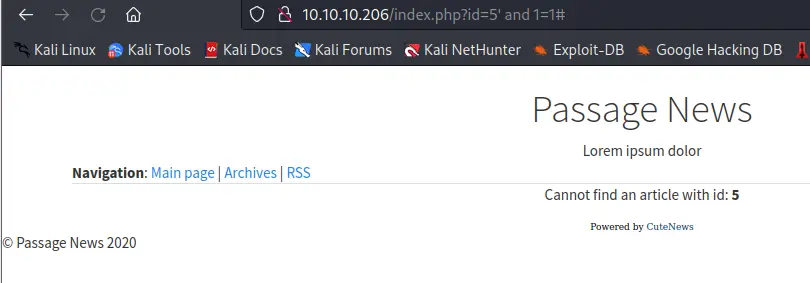 10.10.10.206/index.php?id=5' and 1=1#
Kali Linux Kali Tools Kali Docs Kali Forums Kali NetHunter Exploit-DB Google Hacking DB
Passage News
Lorem ipsum dolor
Navigation: Main page | Archives | RSS
Cannot find an article with id: 5
Powered by CuteNews
© Passage News 2020